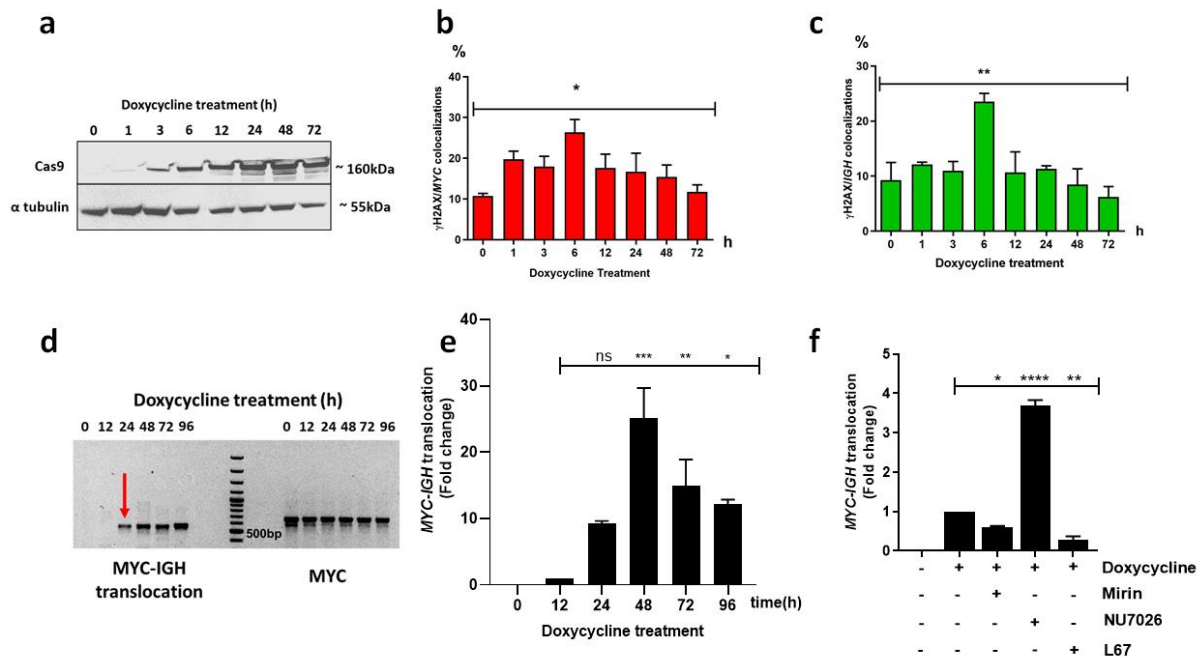 a
Doxycycline treatment (h)
0 1 3 6 12 24 48 72
Cas9
~ 160kDa
α tubulin
~ 55kDa
b
%
40
30
20
10
0
γH2AX/MYC colocalizations
*
0 1 3 6 12 24 48 72
h
Doxycycline Treatment
c
%
30
20
10
0
γH2AX/IGH colocalizations
**
0 1 3 6 12 24 48 72
h
Doxycycline treatment
d
Doxycycline treatment (h)
0 12 24 48 72 96
0 12 24 48 72 96
500bp
MYC-IGH
translocation
MYC
e
40
30
20
10
0
MYC-IGH translocation
(Fold change)
ns *** ** *
0 12 24 48 72 96
time(h)
Doxycycline treatment
f
5
4
3
2
1
0
MYC-IGH translocation
(Fold change)
* **** **
- + + + + Doxycycline
- - + - - Mirin
- - - + - NU7026
- - - - + L67